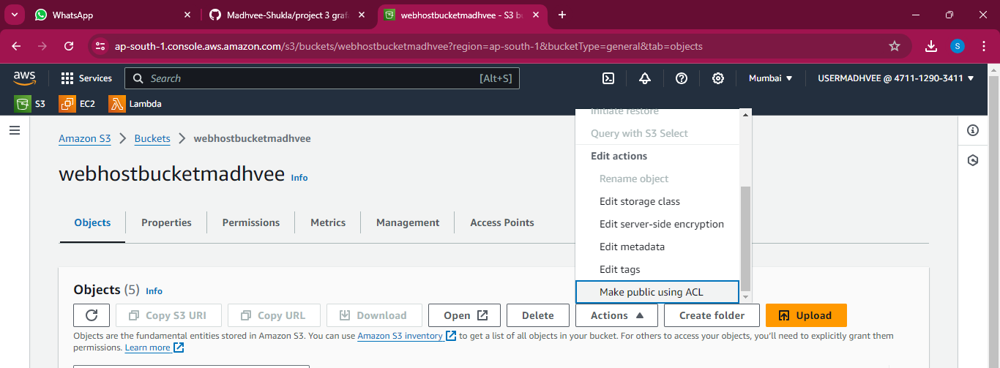 WhatsApp
Madhvee-Shukla/project 3 grafa
webhostbucketmadhvee - S3 bu
ap-south-1.console.aws.amazon.com/s3/buckets/webhostbucketmadhvee?region=ap-south-1&bucketType=general&tab=objects
S
aws
Services
Search
[Alt+S]
Mumbai
USERMADHVEE @ 4711-1290-3411
S3
EC2
Lambda
Amazon S3
Buckets
webhostbucketmadhvee
webhostbucketmadhvee Info
Objects
Properties
Permissions
Metrics
Management
Access Points
Initiate restore
Query with S3 Select
Edit actions
Rename object
Edit storage class
Edit server-side encryption
Edit metadata
Edit tags
Make public using ACL
Objects (5) Info
Copy S3 URI
Copy URL
Download
Open
Delete
Actions
Create folder
Upload
Objects are the fundamental entities stored in Amazon S3. You can use Amazon S3 inventory to get a list of all objects in your bucket. For others to access your objects, you'll need to explicitly grant them
permissions. Learn more